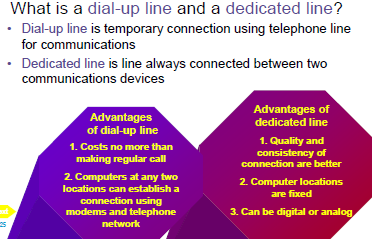 What is a dial-up line and a dedicated line?
• Dial-up line is temporary connection using telephone line
for communications
• Dedicated line is line always connected between two
communications devices
Advantages
of dial-up line
1. Costs no more than
making regular call
2. Computers at any two
locations can establish a
connection using
modems and telephone
network
Advantages of
dedicated line
1. Quality and
consistency of
connection are better
2. Computer locations
are fixed
3. Can be digital or analog